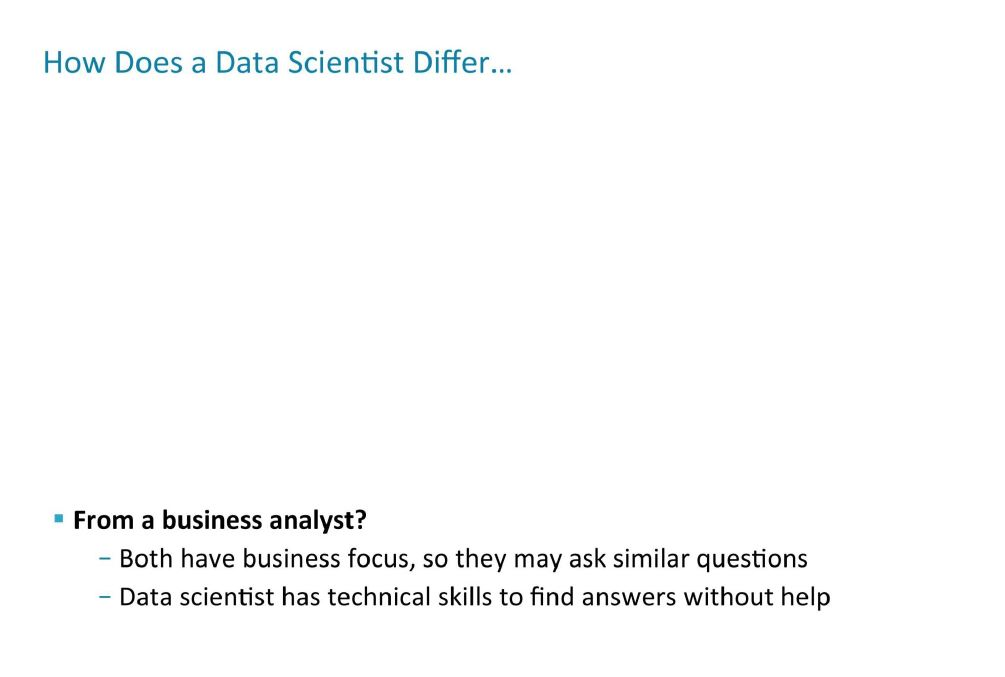 How Does a Data Scientist Differ…
▪ From a business analyst?
– Both have business focus, so they may ask similar questions
– Data scientist has technical skills to find answers without help